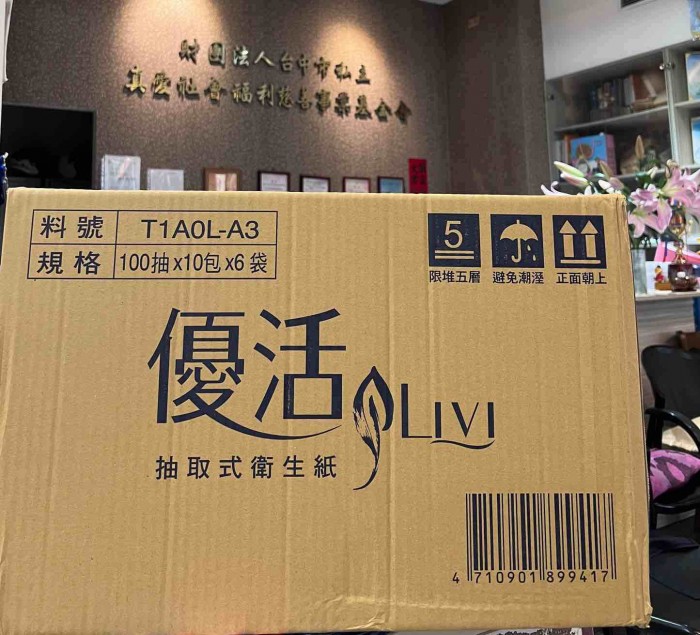 財團法人台中市私立
真愛社會福利慈善事業基金會
料號 T1A0L-A3
規格 100抽x10包x6袋
5
限堆五層 避免潮溼 正面朝上
優活 LIVI
抽取式衛生紙
4 710901 899417